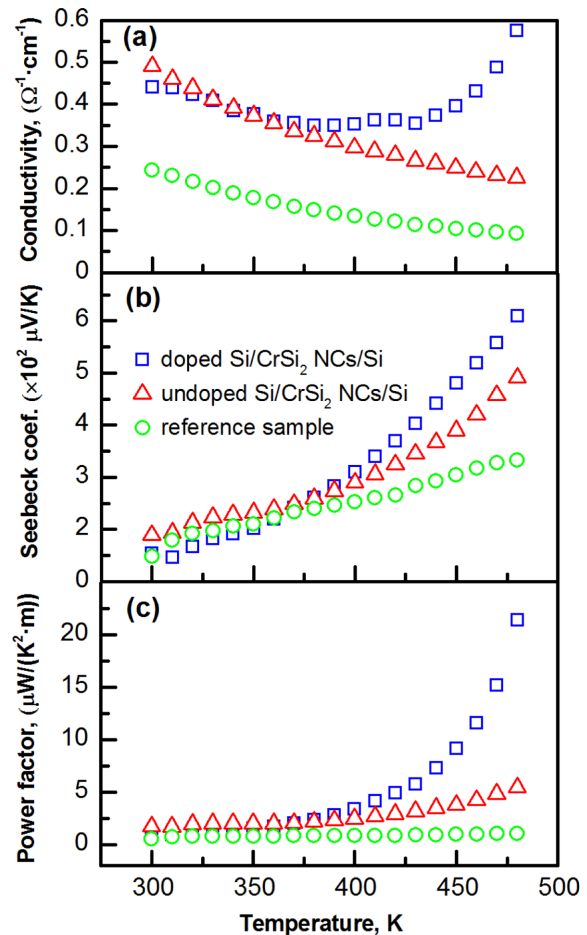 (a)
Conductivity, (Ω⁻¹·cm⁻¹)
0.6
0.5
0.4
0.3
0.2
0.1
0
(b)
Seebeck coef. (×10² μV/K)
6
5
4
3
2
0
doped Si/CrSi₂ NCs/Si
undoped Si/CrSi₂ NCs/Si
reference sample
(c)
Power factor, (μW/(K²·m))
20
15
10
5
0
300 350 400 450 500
Temperature, K